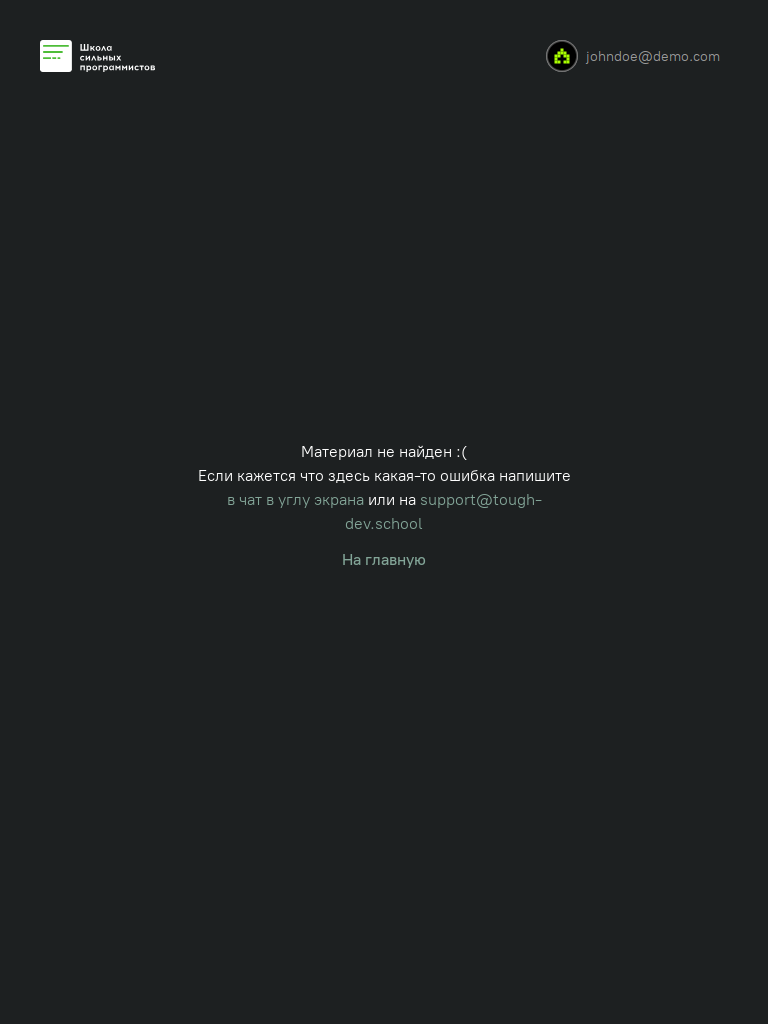 Школа
сильных
программистов
johndoe@demo.com
Материал не найден :(
Если кажется что здесь какая-то ошибка напишите
в чат в углу экрана или на support@tough-
dev.school
На главную